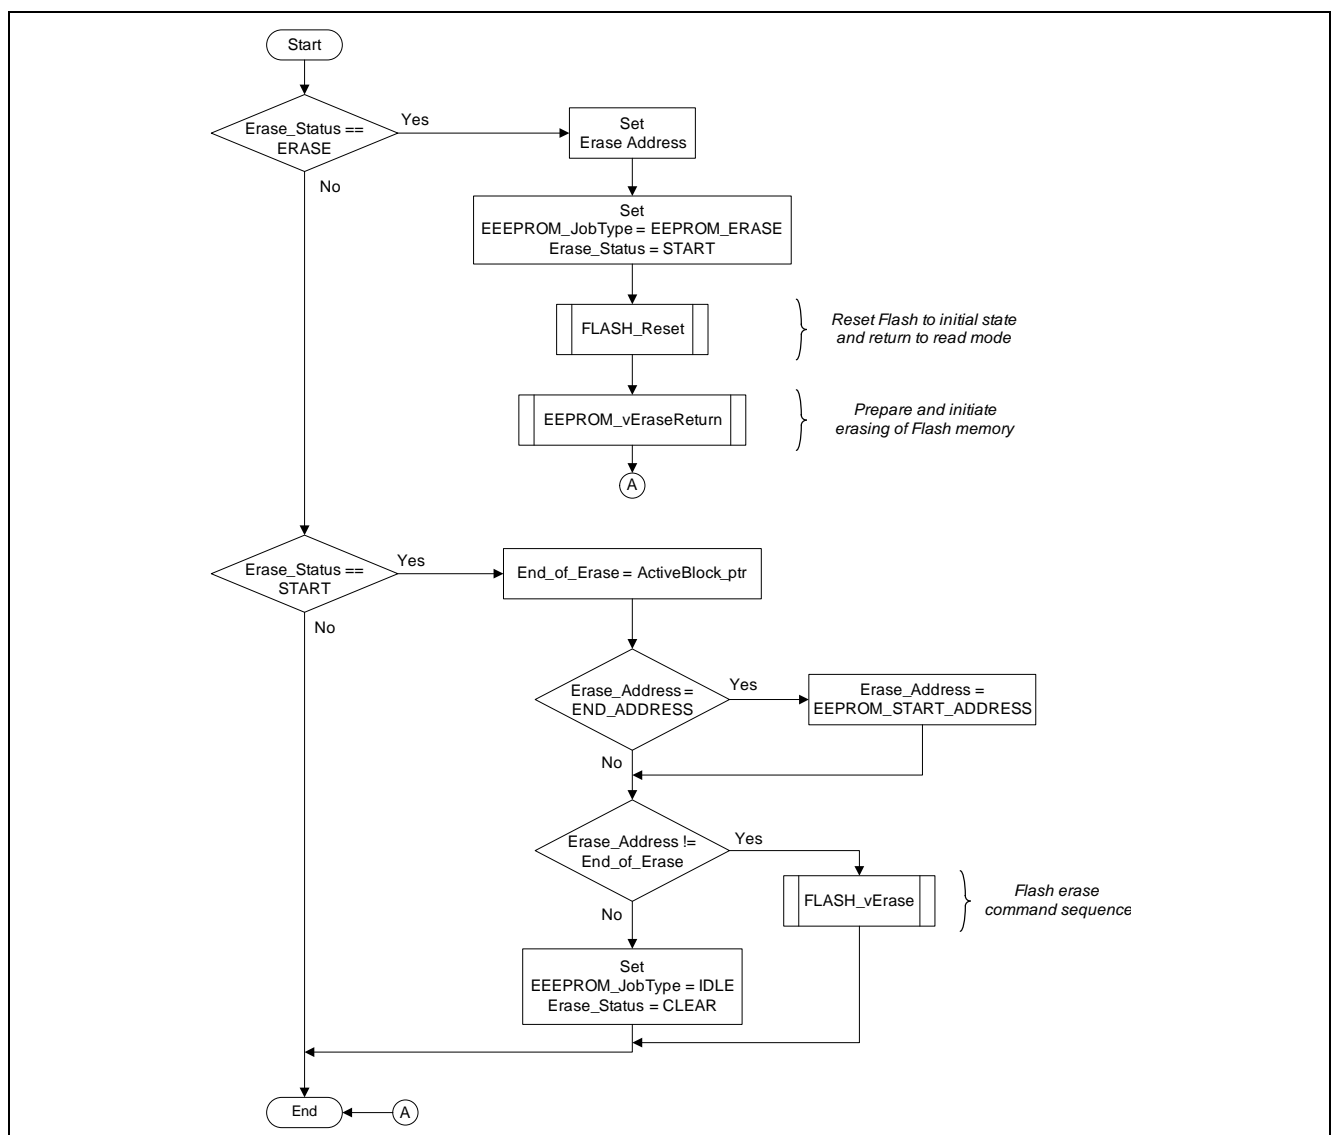 Start
Erase_Status ==
ERASE
Yes
No
Set
Erase Address
Set
EEEPROM_JobType = EEPROM_ERASE
Erase_Status = START
FLASH_Reset
Reset Flash to initial state
and return to read mode
EEPROM_vEraseReturn
Prepare and initiate
erasing of Flash memory
A
Erase_Status ==
START
Yes
No
End_of_Erase = ActiveBlock_ptr
Erase_Address =
END_ADDRESS
Yes
No
Erase_Address =
EEPROM_START_ADDRESS
Erase_Address !=
End_of_Erase
Yes
No
FLASH_vErase
Flash erase
command sequence
Set
EEEPROM_JobType = IDLE
Erase_Status = CLEAR
End
A